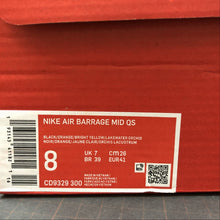 NIKE AIR BARRAGE MID QS
BLACK/ORANGE/BRIGHT YELLOW/LAKEWATER ORCHID
NOIR/ORANGE/JAUNE CLAIR/ORCHIS LACUSTRUM
8
UK 7 CM 26
BR 39 EUR 41
CD9329 300